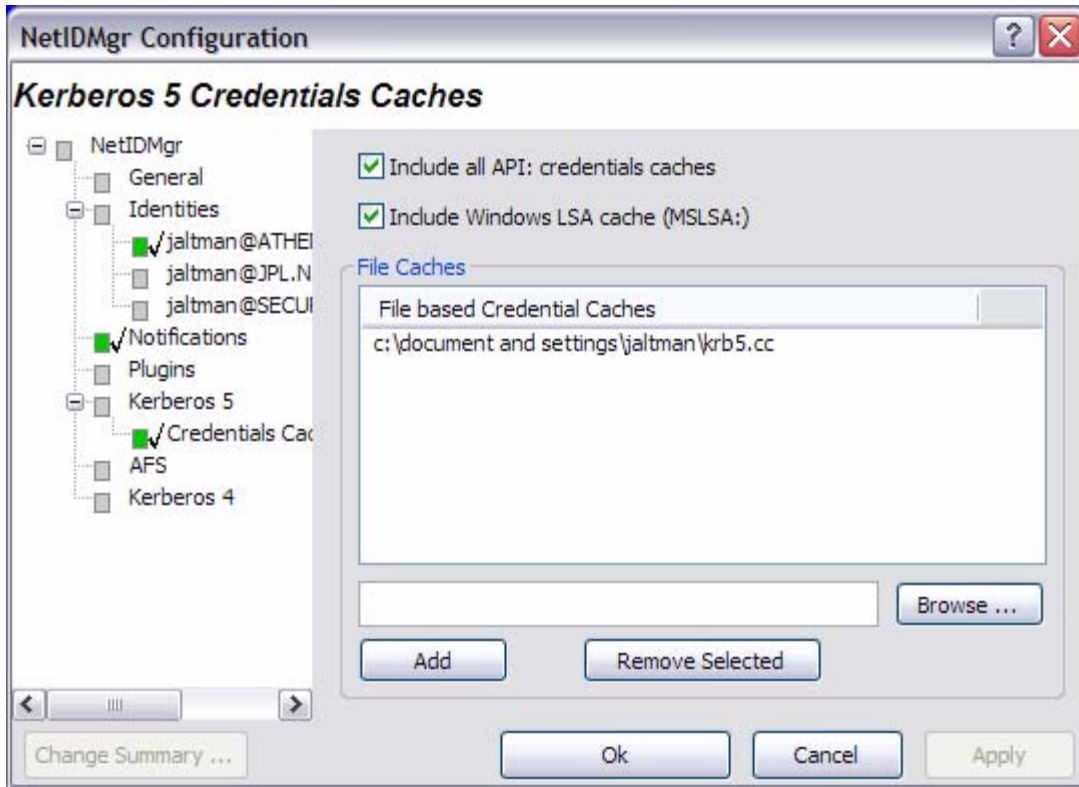 NetIDMgr Configuration
Kerberos 5 Credentials Caches
NetIDMgr
General
Identities
jaltman@ATHE
jaltman@JPL.N
jaltman@SECU
Notifications
Plugins
Kerberos 5
Credentials Cac
AFS
Kerberos 4
Include all API: credentials caches
Include Windows LSA cache (MSLSA:)
File Caches
File based Credential Caches
c:\document and settings\jaltman\krb5.cc
Browse ...
Add
Remove Selected
Change Summary ...
Ok
Cancel
Apply